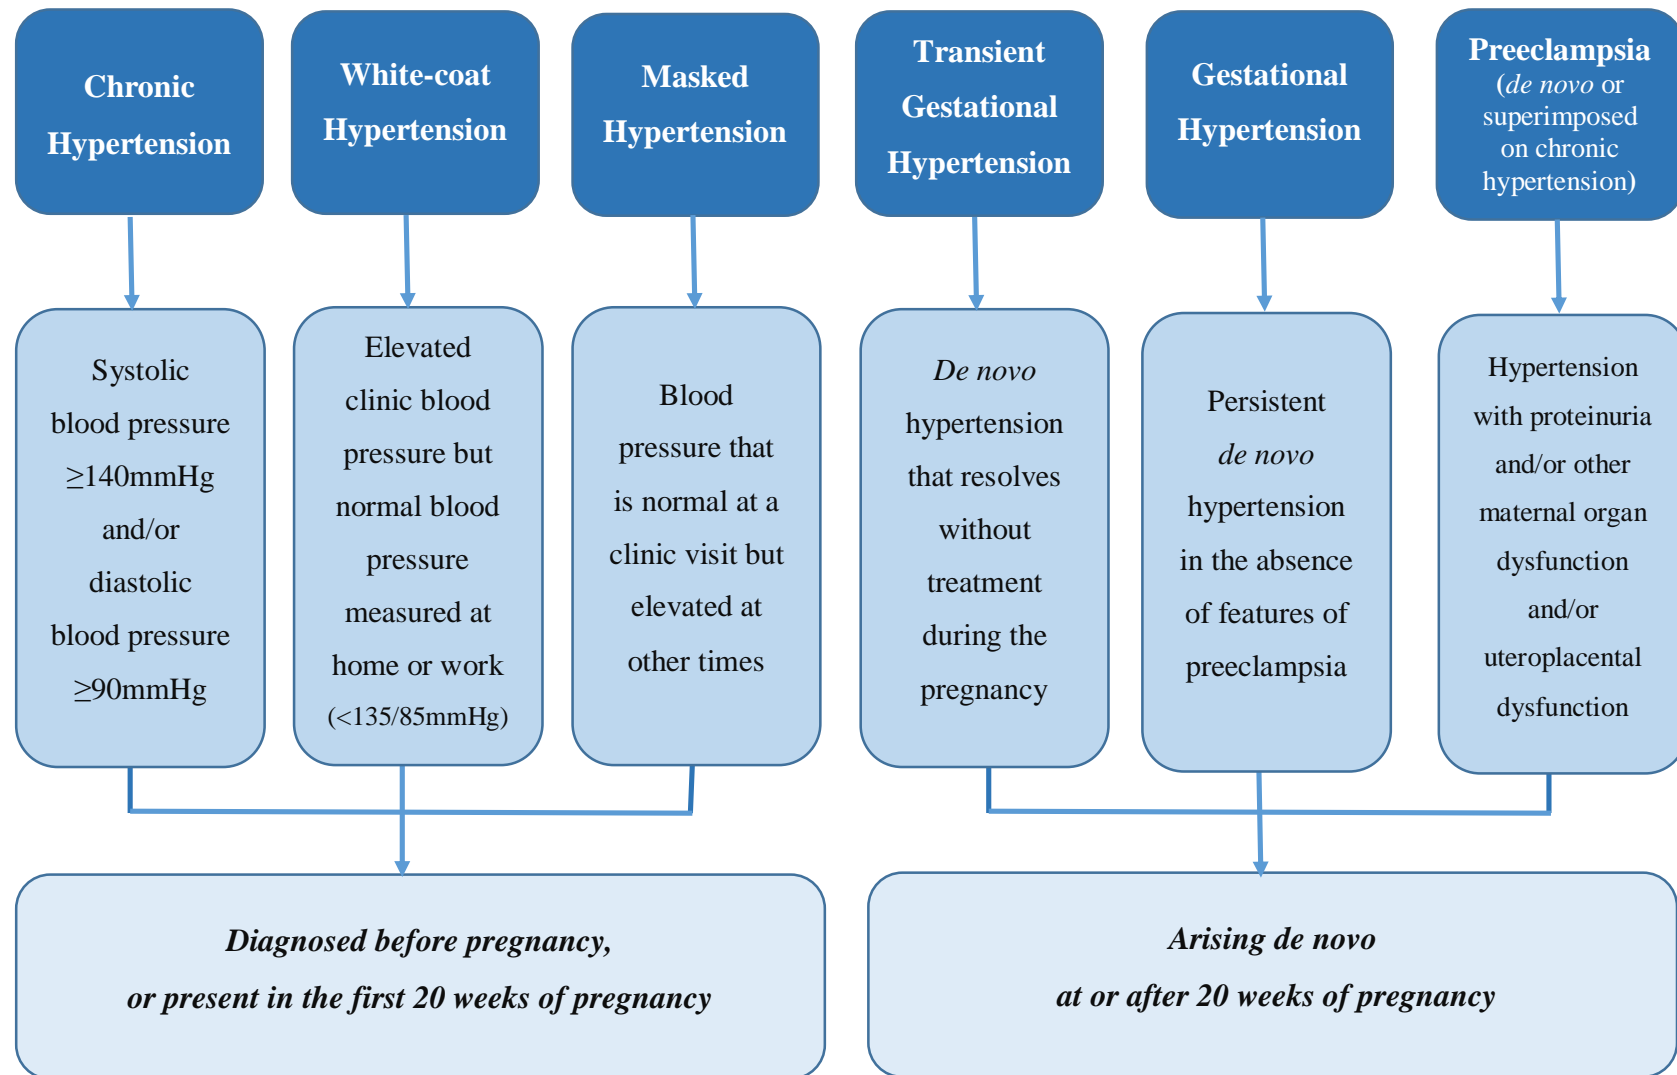 Chronic
Hypertension
White-coat
Hypertension
Masked
Hypertension
Transient
Gestational
Hypertension
Gestational
Hypertension
Preeclampsia
(de novo or
superimposed
on chronic
hypertension)
Systolic
blood pressure
≥140mmHg
and/or
diastolic
blood pressure
≥90mmHg
Elevated
clinic blood
pressure but
normal blood
pressure
measured at
home or work
(<135/85mmHg)
Blood
pressure that
is normal at a
clinic visit but
elevated at
other times
De novo
hypertension
that resolves
without
treatment
during the
pregnancy
Persistent
de novo
hypertension
in the absence
of features of
preeclampsia
Hypertension
with proteinuria
and/or other
maternal organ
dysfunction
and/or
uteroplacental
dysfunction
Diagnosed before pregnancy,
or present in the first 20 weeks of pregnancy
Arising de novo
at or after 20 weeks of pregnancy